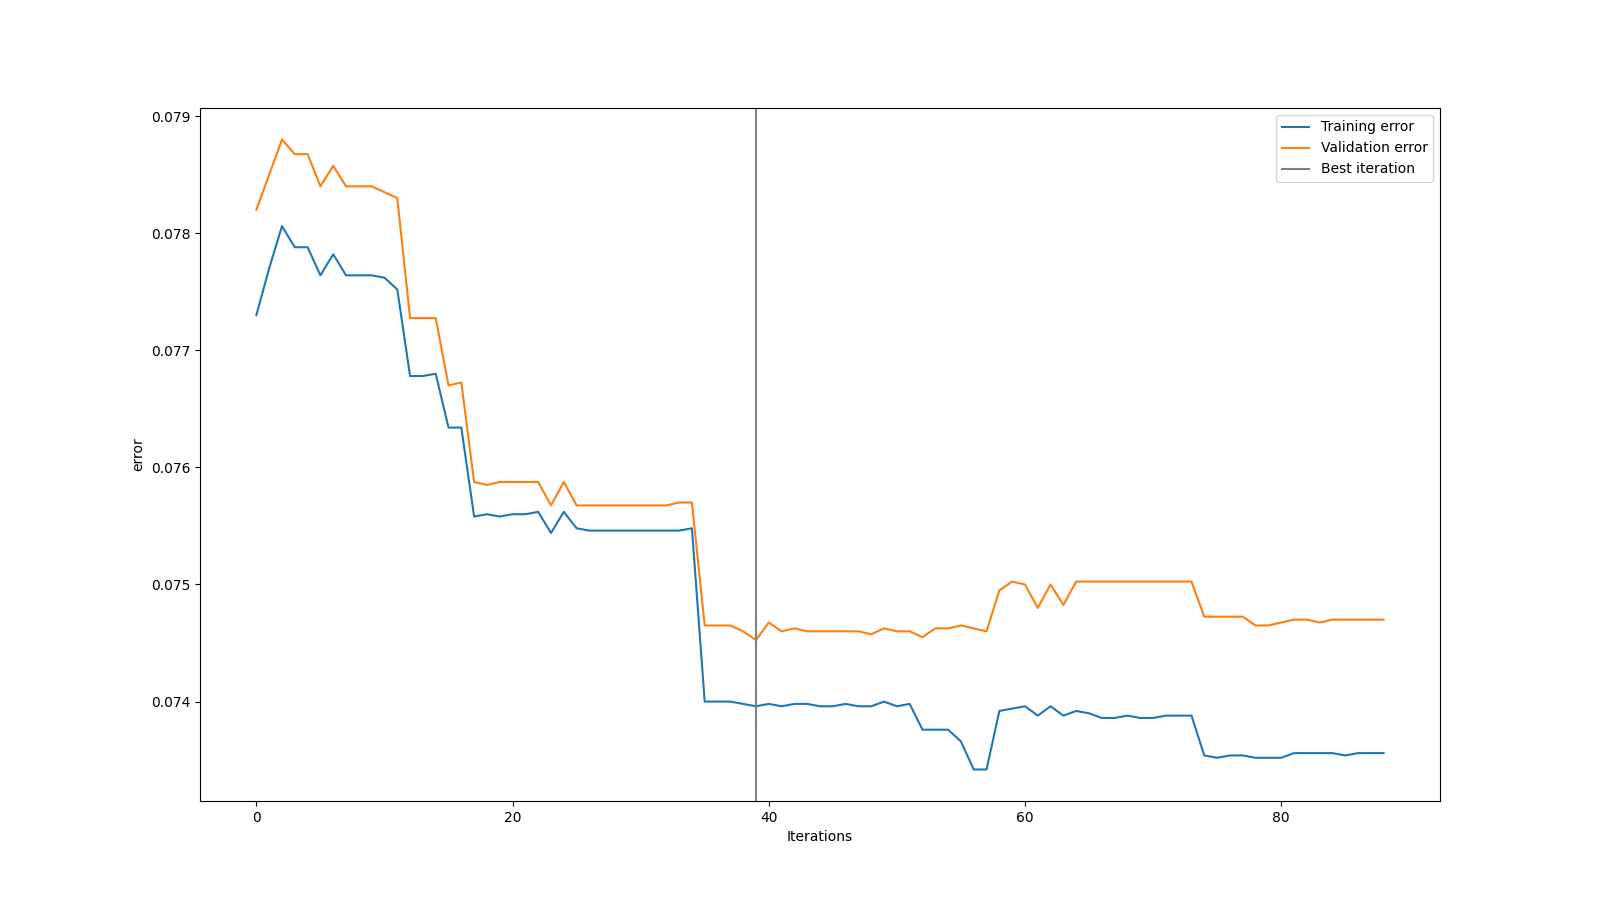 0.079
0.078
0.077
0.076
0.075
0.074
error
0 20 40 60 80
Iterations
Training error
Validation error
Best iteration